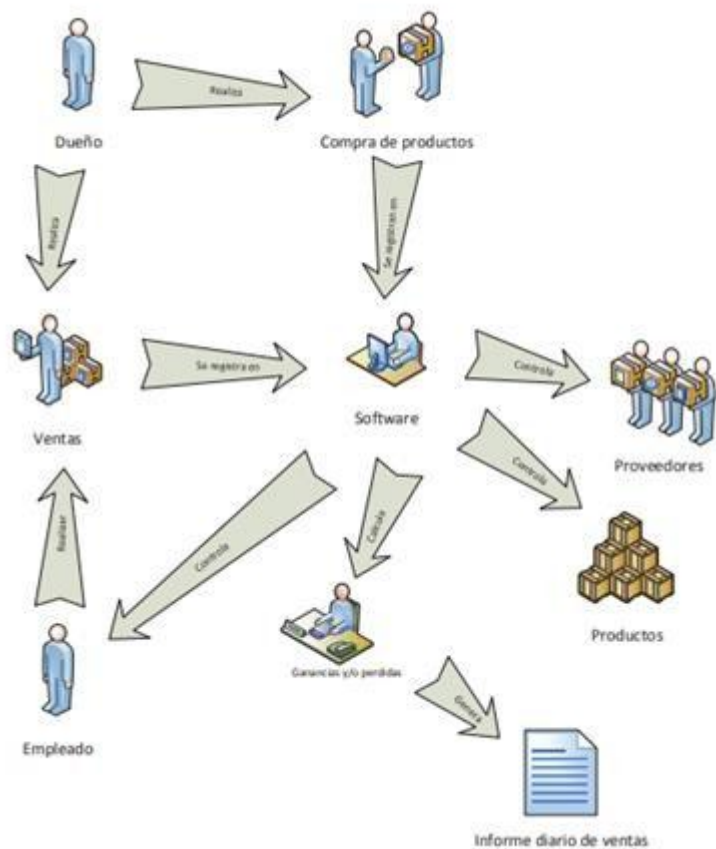 Dueño
Realiza
Compra de productos
Realiza
Se registran en
Ventas
Se registra en
Software
Controla
Proveedores
Controla
Productos
Realizar
Controla
Calcula
Ganancias y/o perdidas
Empleado
Genera
Informe diario de ventas